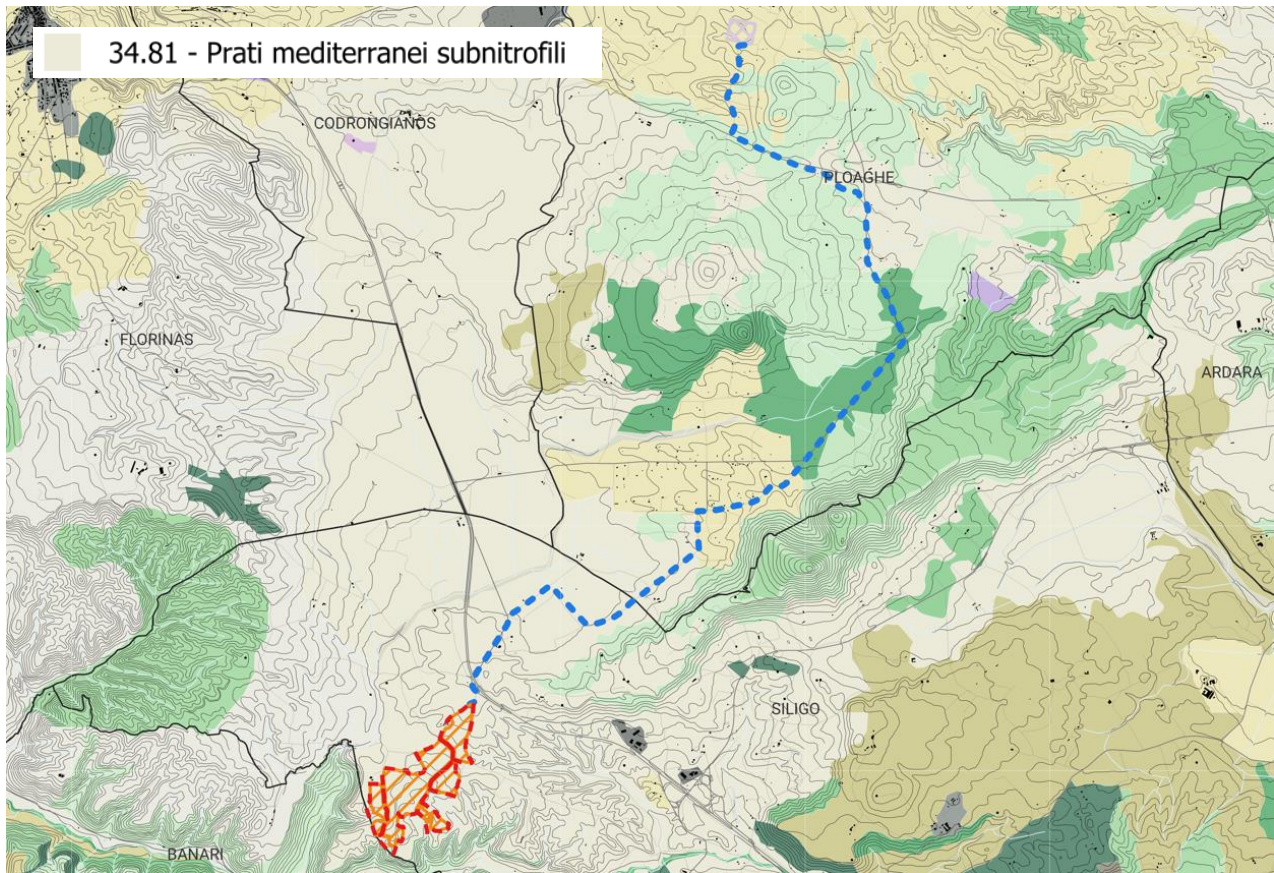 34.81 - Prati mediterranei subnitrofili
CODRONGIANOS
PLOAGHE
FLORINAS
ARDARA
SILIGO
BANARI